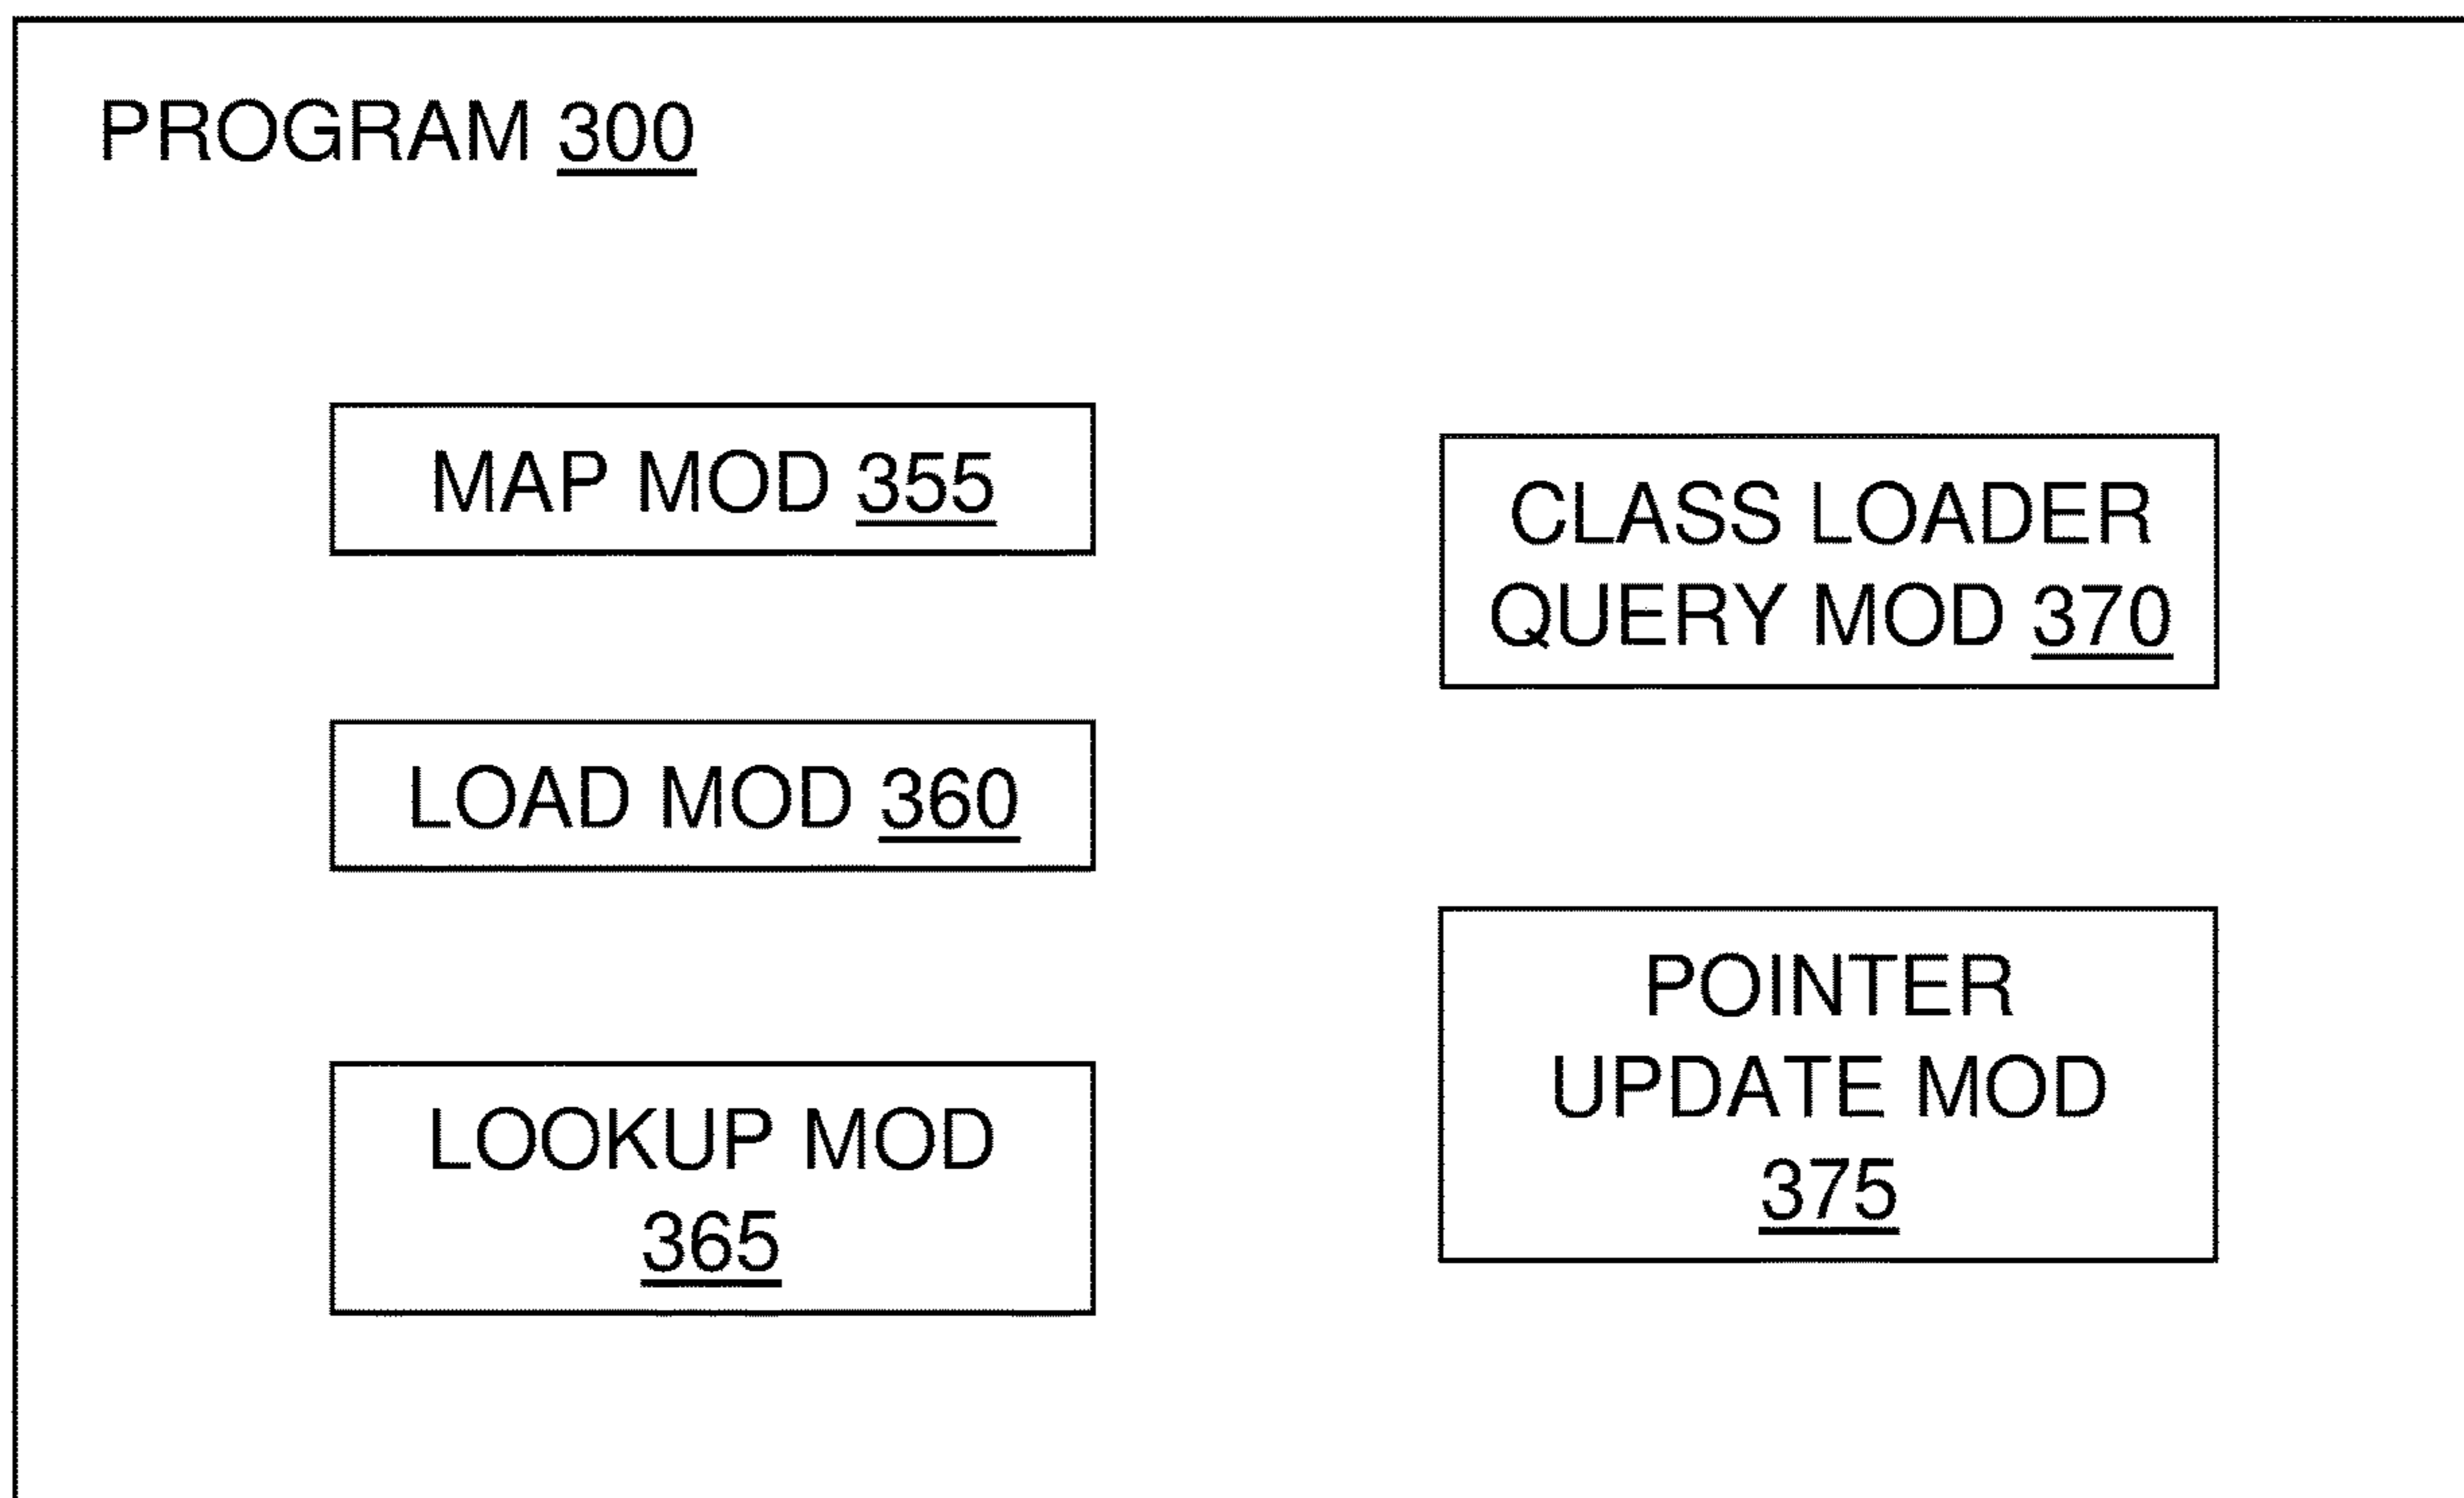 PROGRAM 300
MAP MOD 355
LOAD MOD 360
LOOKUP MOD
365
CLASS LOADER
QUERY MOD 370
POINTER
UPDATE MOD
375